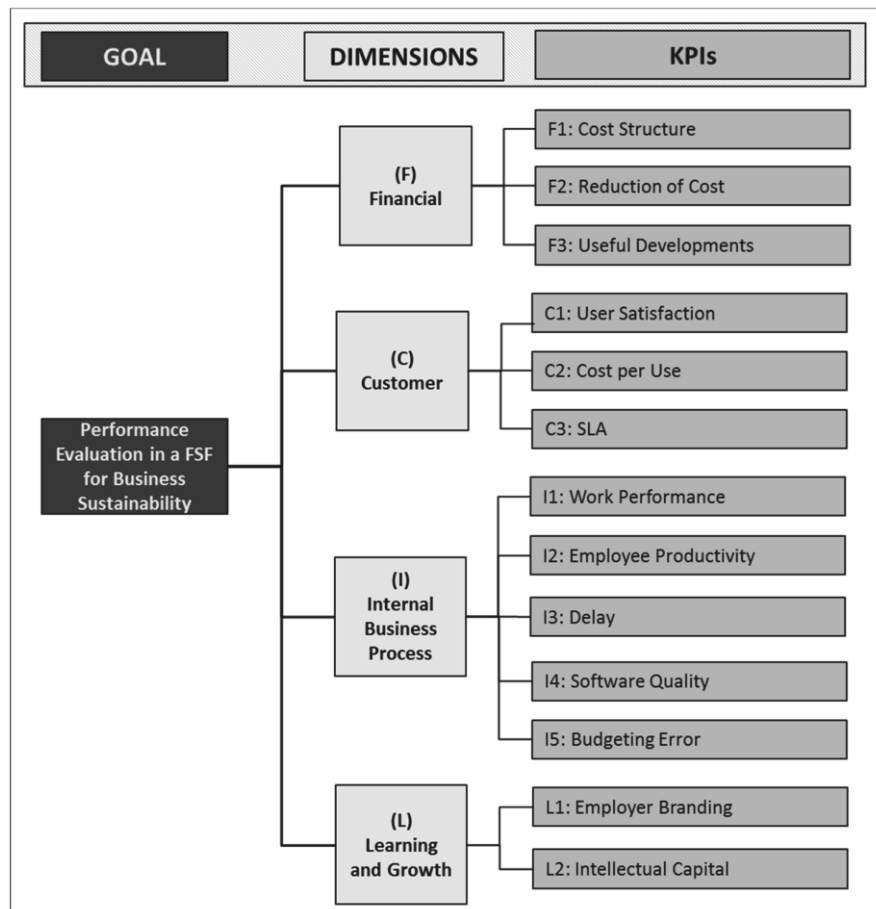 GOAL
DIMENSIONS
KPIs
Performance
Evaluation in a FSF
for Business
Sustainability
(F)
Financial
F1: Cost Structure
F2: Reduction of Cost
F3: Useful Developments
(C)
Customer
C1: User Satisfaction
C2: Cost per Use
C3: SLA
(I)
Internal
Business
Process
I1: Work Performance
I2: Employee Productivity
I3: Delay
I4: Software Quality
I5: Budgeting Error
(L)
Learning
and Growth
L1: Employer Branding
L2: Intellectual Capital